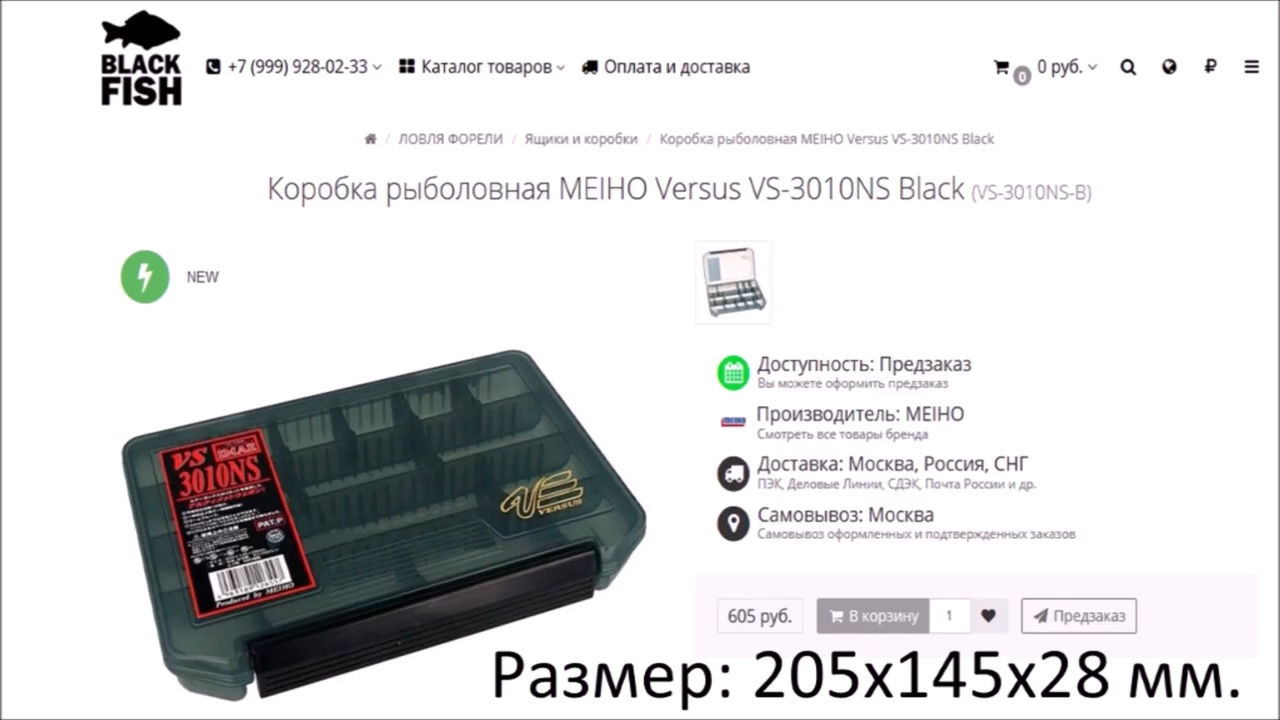 BLACK
FISH
+7 (999) 928-02-33
Каталог товаров
Оплата и доставка
0
0 руб.
ЛОВЛЯ ФОРЕЛИ / Ящики и коробки / Коробка рыболовная MEIHO Versus VS-3010NS Black
Коробка рыболовная MEIHO Versus VS-3010NS Black (VS-3010NS-B)
NEW
VS
3010NS
PAT.P
Produced by MEIHO
VERSUS
Доступность: Предзаказ
Вы можете оформить предзаказ
MEIHO
Производитель: MEIHO
Смотреть все товары бренда
Доставка: Москва, Россия, СНГ
ПЭК, Деловые Линии, СДЭК, Почта России и др.
Самовывоз: Москва
Самовывоз оформленных и подтвержденных заказов
605 руб.
В корзину
1
Предзаказ
Размер: 205x145x28 мм.